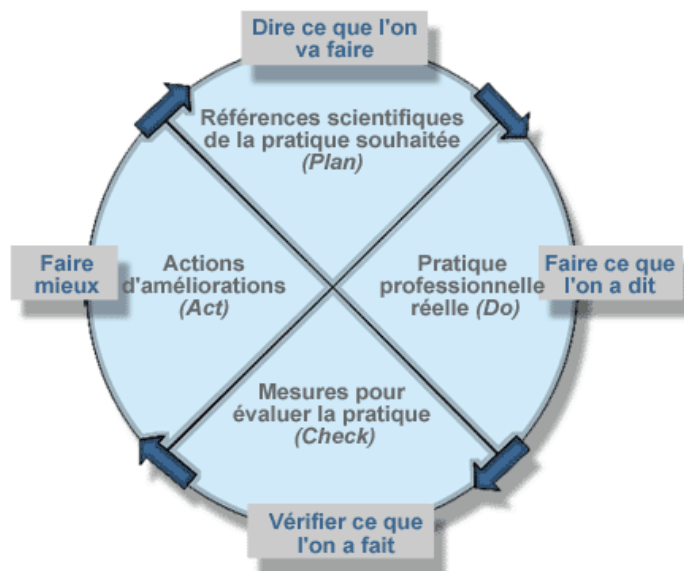 Dire ce que l'on
va faire
Références scientifiques
de la pratique souhaitée
(Plan)
Faire
mieux
Actions
d'améliorations
(Act)
Pratique
professionnelle
réelle (Do)
Faire ce que
l'on a dit
Mesures pour
évaluer la pratique
(Check)
Vérifier ce que
l'on a fait